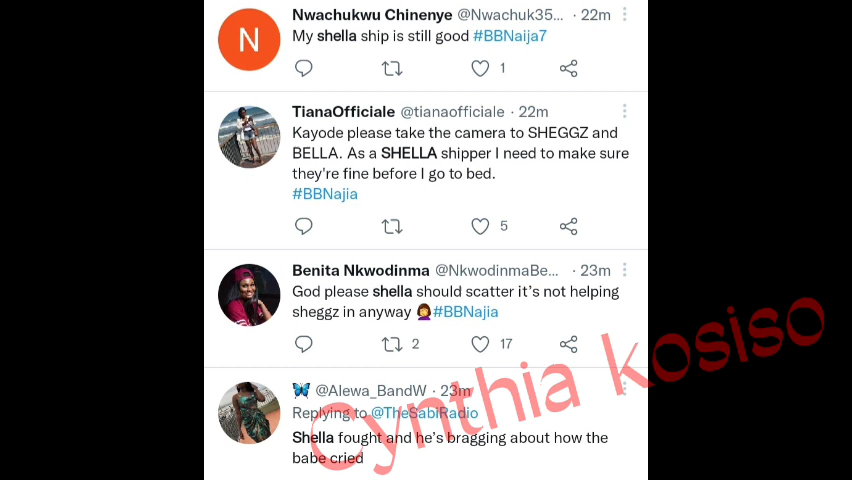 N
Nwachukwu Chinenye @Nwachuk35... · 22m
My shella ship is still good #BBNaija7
1
TianaOfficiale @tianaofficiale · 22m
Kayode please take the camera to SHEGGZ and
BELLA. As a SHELLA shipper I need to make sure
they're fine before I go to bed.
#BBNajia
5
Benita Nkwodinma @NkwodinmaBe... · 23m
God please shella should scatter it's not helping
sheggz in anyway 🤦‍♀️#BBNajia
2 17
🦋 @Alewa_BandW · 23m
Replying to @TheSabiRadio
Shella fought and he's bragging about how the
babe cried
Cynthia kosiso